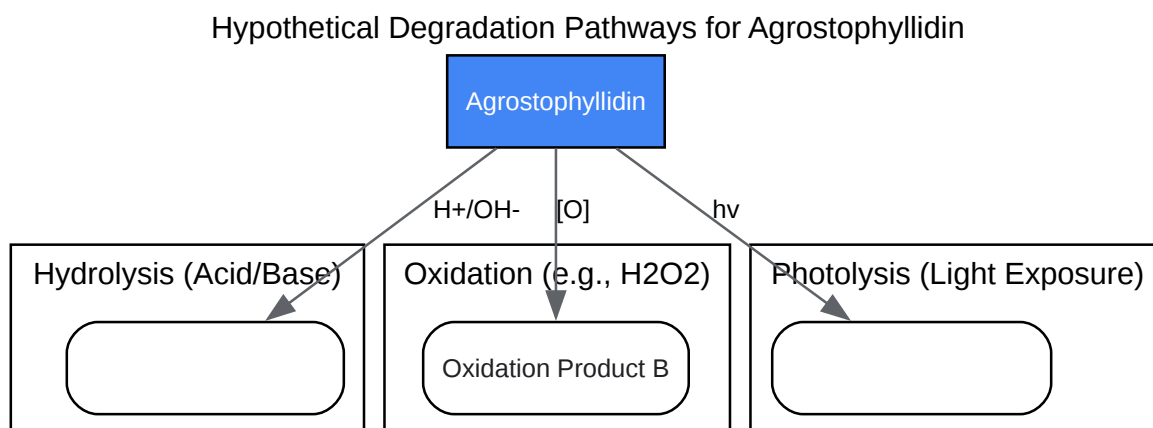 Hypothetical Degradation Pathways for Agrostophyllidin
Agrostophyllidin
H+/OH-
[O]
hv
Hydrolysis (Acid/Base)
Oxidation (e.g., H2O2)
Photolysis (Light Exposure)
Oxidation Product B